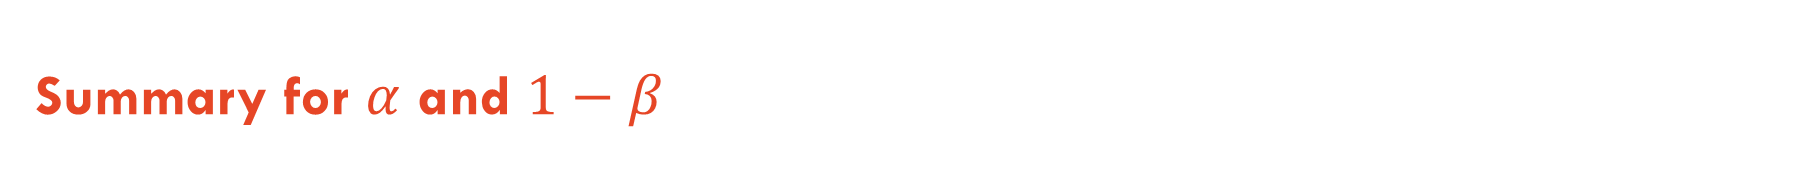 Summary for α and 1 − β